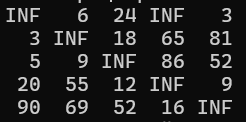 INF 6 24 INF 3
3 INF 18 65 81
5 9 INF 86 52
20 55 12 INF 9
90 69 52 16 INF